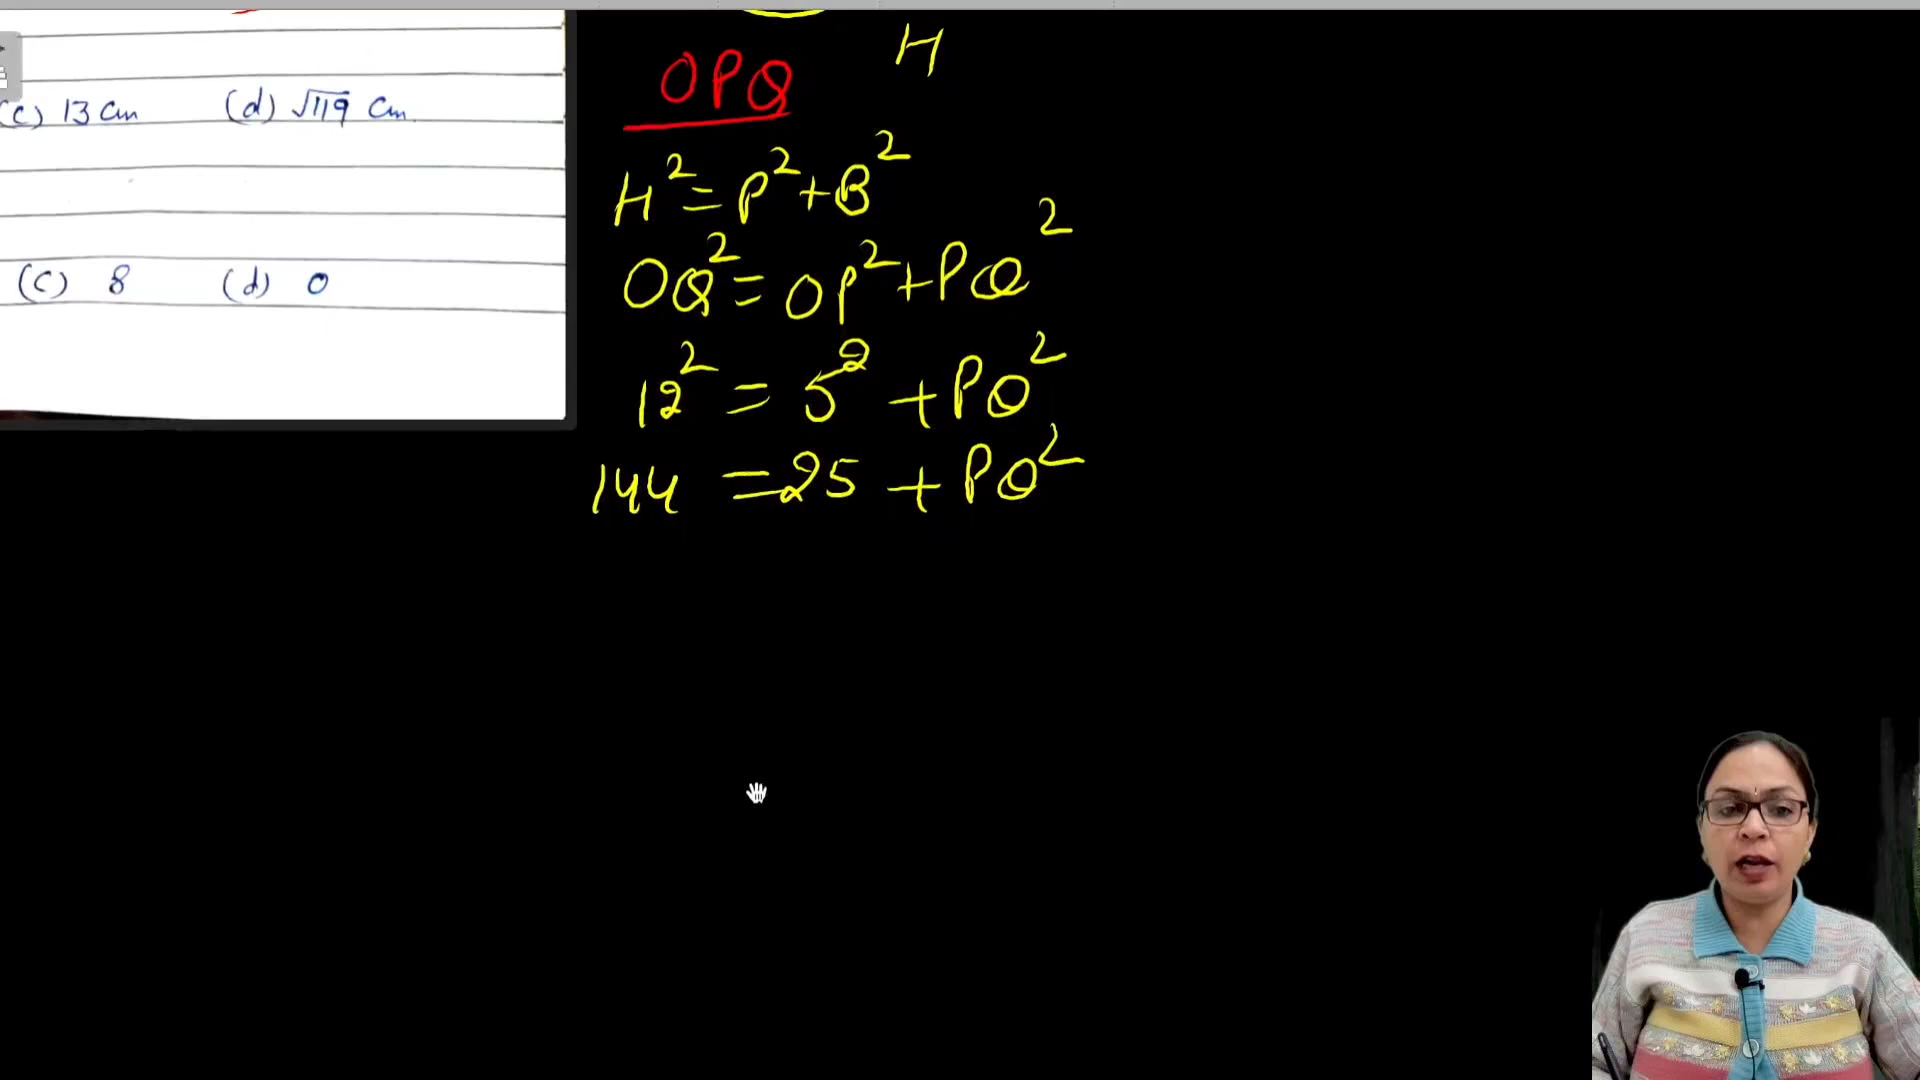 (c) 13 cm (d) √119 cm.
(c) 8 (d) 0
H
OPQ
H² = P² + B²
OQ² = OP² + PQ²
12² = 5² + PQ²
144 = 25 + PQ²